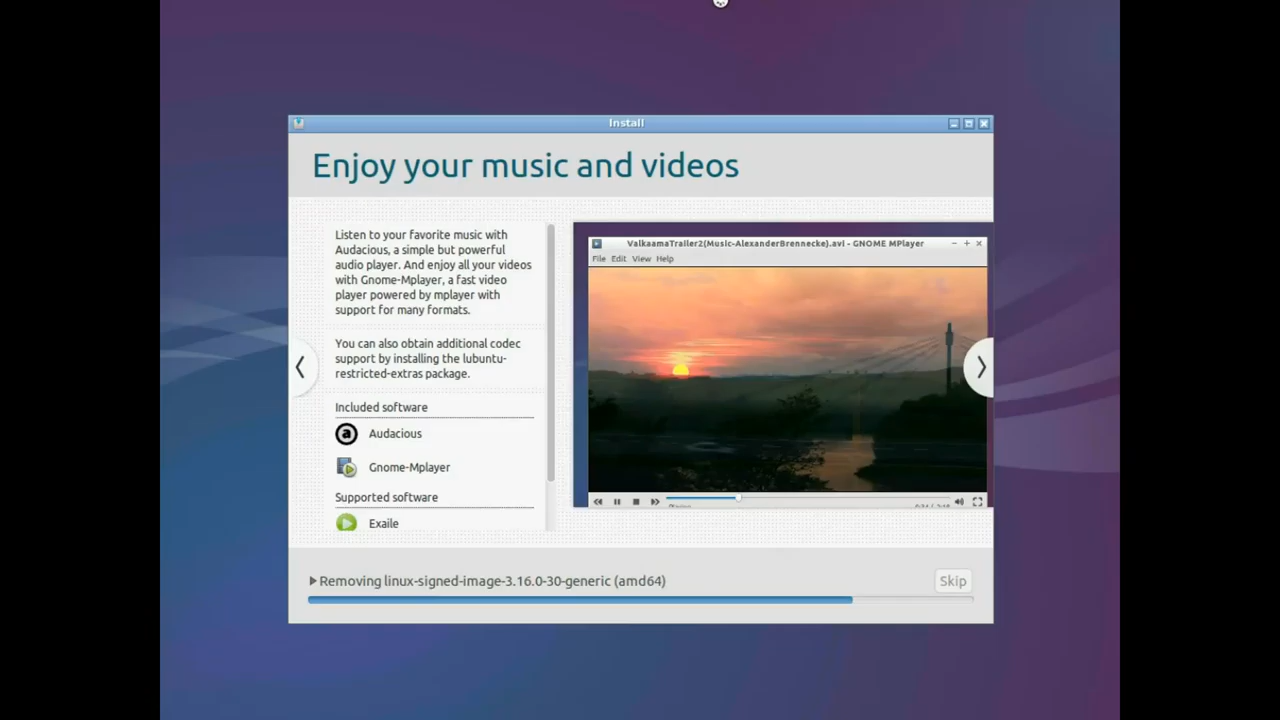 Install
Enjoy your music and videos
Listen to your favorite music with
Audacious, a simple but powerful
audio player. And enjoy all your videos
with Gnome-Mplayer, a fast video
player powered by mplayer with
support for many formats.
You can also obtain additional codec
support by installing the lubuntu-
restricted-extras package.
Included software
Audacious
Gnome-Mplayer
Supported software
Exaile
ValkaamaTrailer2(Music-AlexanderBrennecke).avi - GNOME MPlayer
File Edit View Help
Removing linux-signed-image-3.16.0-30-generic (amd64)
Skip